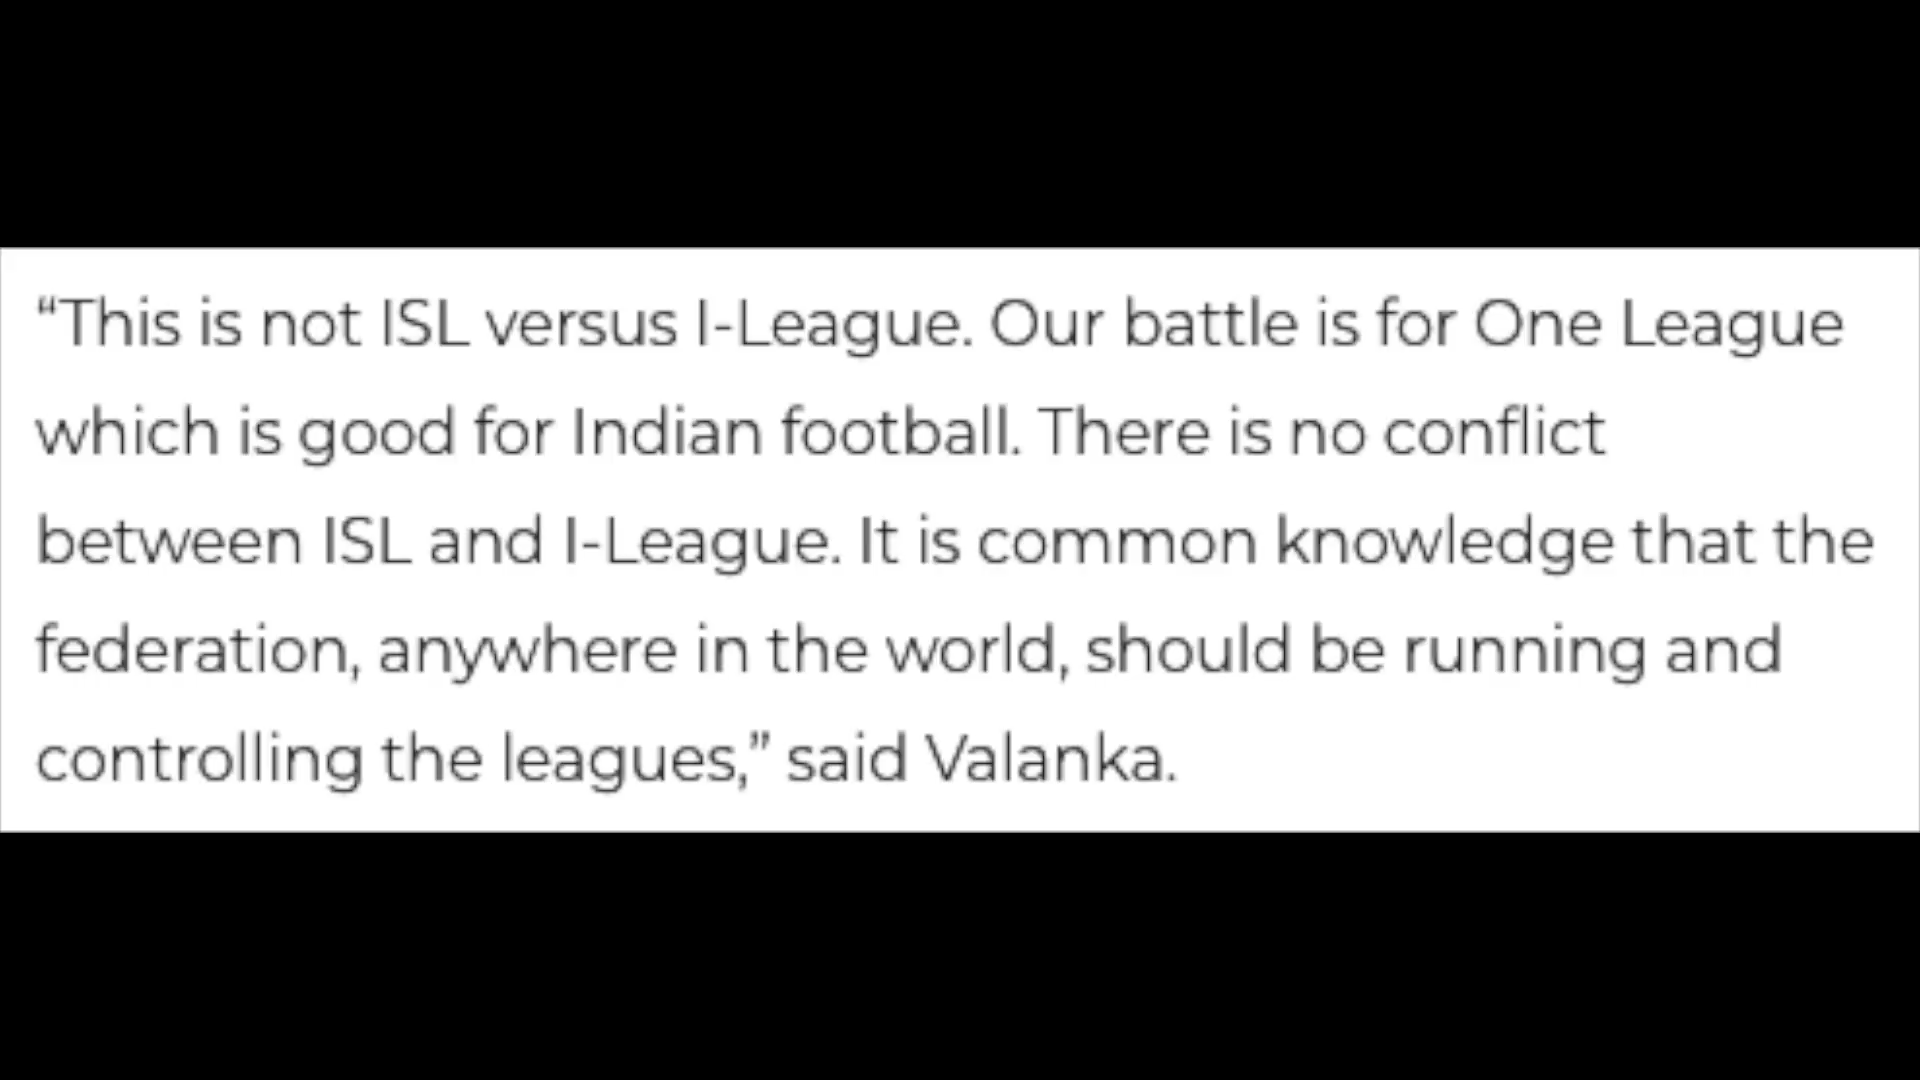 “This is not ISL versus I-League. Our battle is for One League
which is good for Indian football. There is no conflict
between ISL and I-League. It is common knowledge that the
federation, anywhere in the world, should be running and
controlling the leagues,” said Valanka.